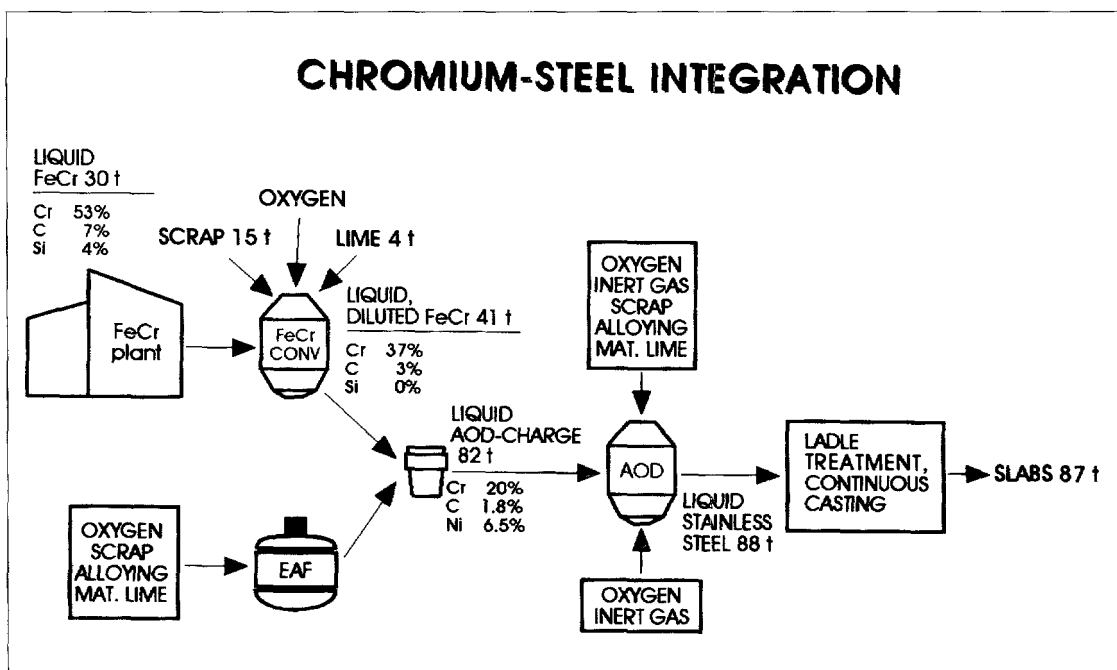 CHROMIUM-STEEL INTEGRATION
LIQUID
FeCr 30 t
Cr 53%
C 7%
Si 4%
OXYGEN
SCRAP 15 t
LIME 4 t
FeCr
plant
FeCr
CONV
LIQUID,
DILUTED FeCr 41 t
Cr 37%
C 3%
Si 0%
OXYGEN
INERT GAS
SCRAP
ALLOYING
MAT. LIME
LIQUID
AOD-CHARGE
82 t
Cr 20%
C 1.8%
Ni 6.5%
AOD
LIQUID
STAINLESS
STEEL 88 t
LADLE
TREATMENT,
CONTINUOUS
CASTING
SLABS 87 t
OXYGEN
SCRAP
ALLOYING
MAT. LIME
EAF
OXYGEN
INERT GAS